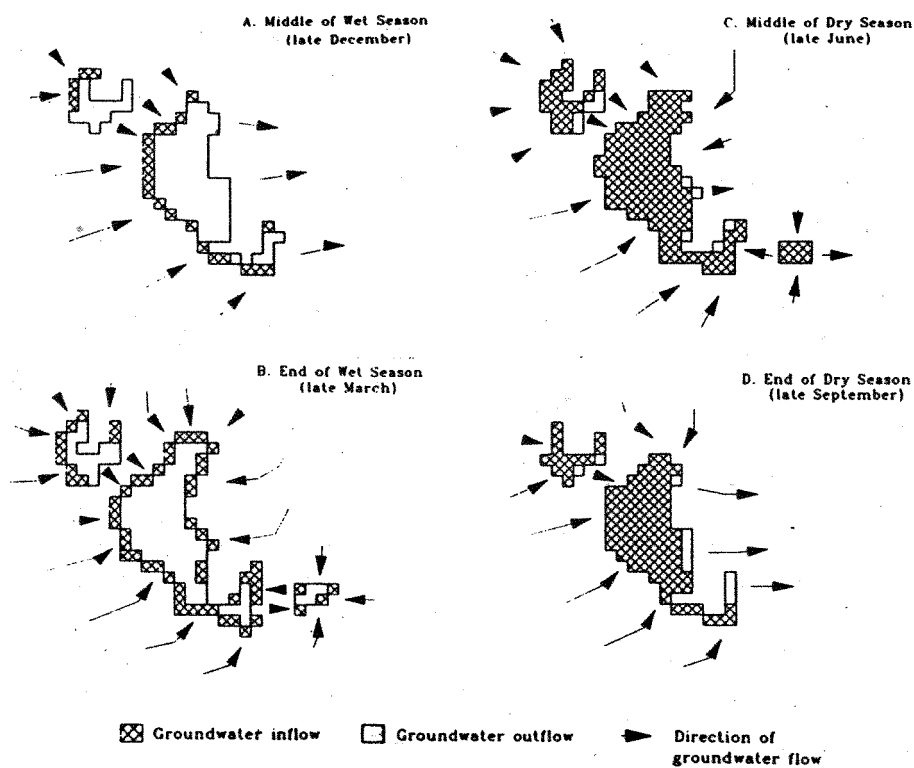 A. Middle of Wet Season
(late December)
C. Middle of Dry Season
(late June)
B. End of Wet Season
(late March)
D. End of Dry Season
(late September)
Groundwater inflow
Groundwater outflow
Direction of
groundwater flow